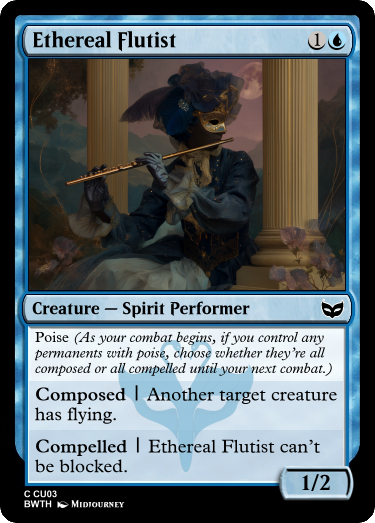 Ethereal Flutist 1
Creature — Spirit Performer
Poise (As your combat begins, if you control any
permanents with poise, choose whether they're all
composed or all compelled until your next combat.)
Composed | Another target creature
has flying.
Compelled | Ethereal Flutist can't
be blocked.
1/2
C CU03
BWTH Midjourney